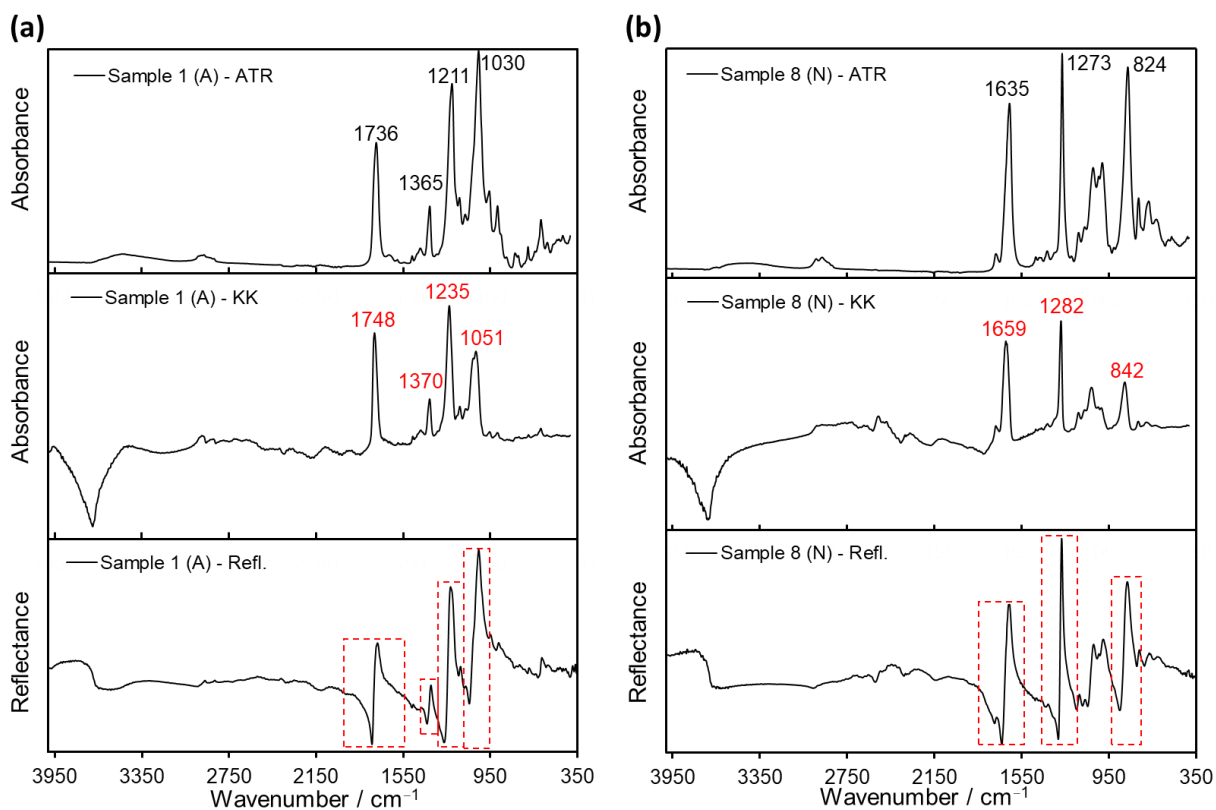 (a)
Absorbance
Sample 1 (A) - ATR
1736
1365
1211
1030
Absorbance
Sample 1 (A) - KK
1748
1370
1235
1051
Reflectance
Sample 1 (A) - Refl.
3950 3350 2750 2150 1550 950 350
Wavenumber / cm⁻¹
(b)
Absorbance
Sample 8 (N) - ATR
1635
1273
824
Absorbance
Sample 8 (N) - KK
1659
1282
842
Reflectance
Sample 8 (N) - Refl.
3950 3350 2750 2150 1550 950 350
Wavenumber / cm⁻¹